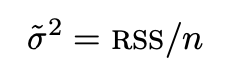 σ̃² = RSS/n